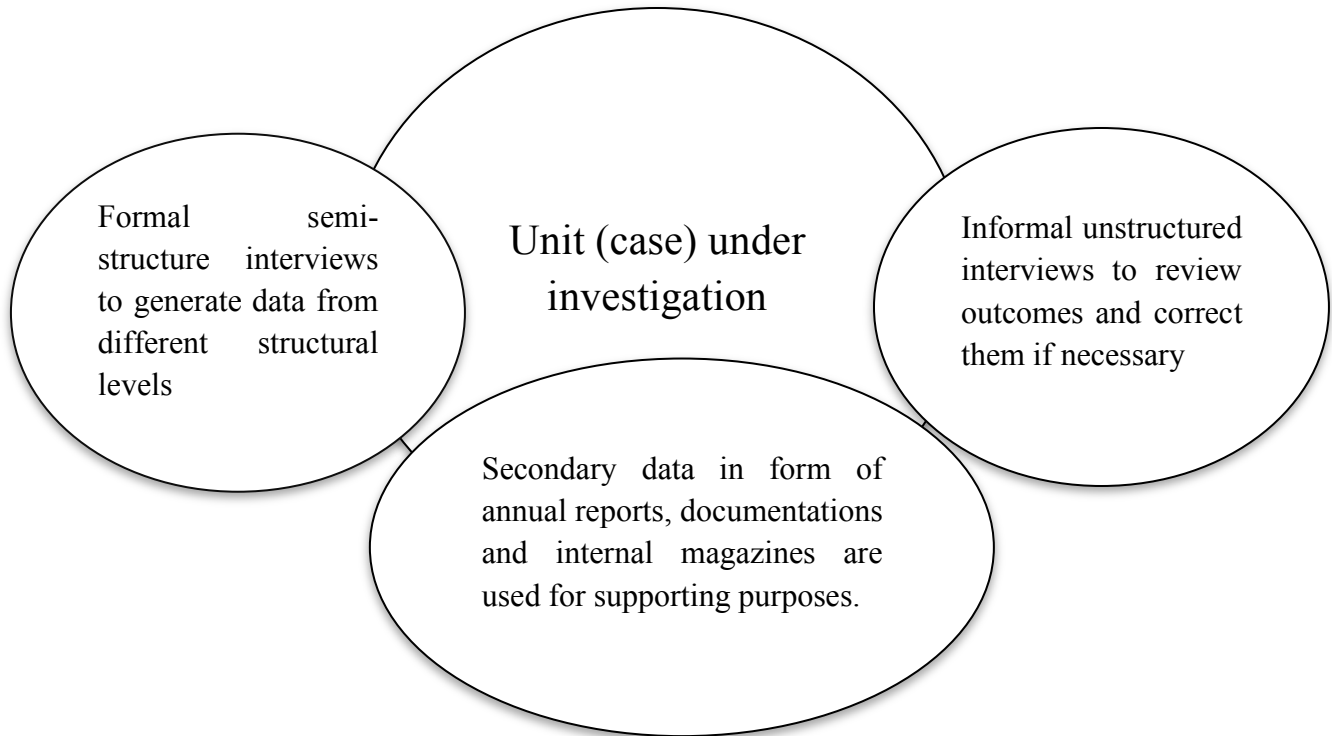 Unit (case) under
investigation
Formal semi-
structure interviews
to generate data from
different structural
levels
Informal unstructured
interviews to review
outcomes and correct
them if necessary
Secondary data in form of
annual reports, documentations
and internal magazines are
used for supporting purposes.